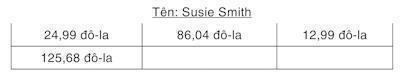 Tên: Susie Smith
24,99 đô-la 86,04 đô-la 12,99 đô-la
125,68 đô-la